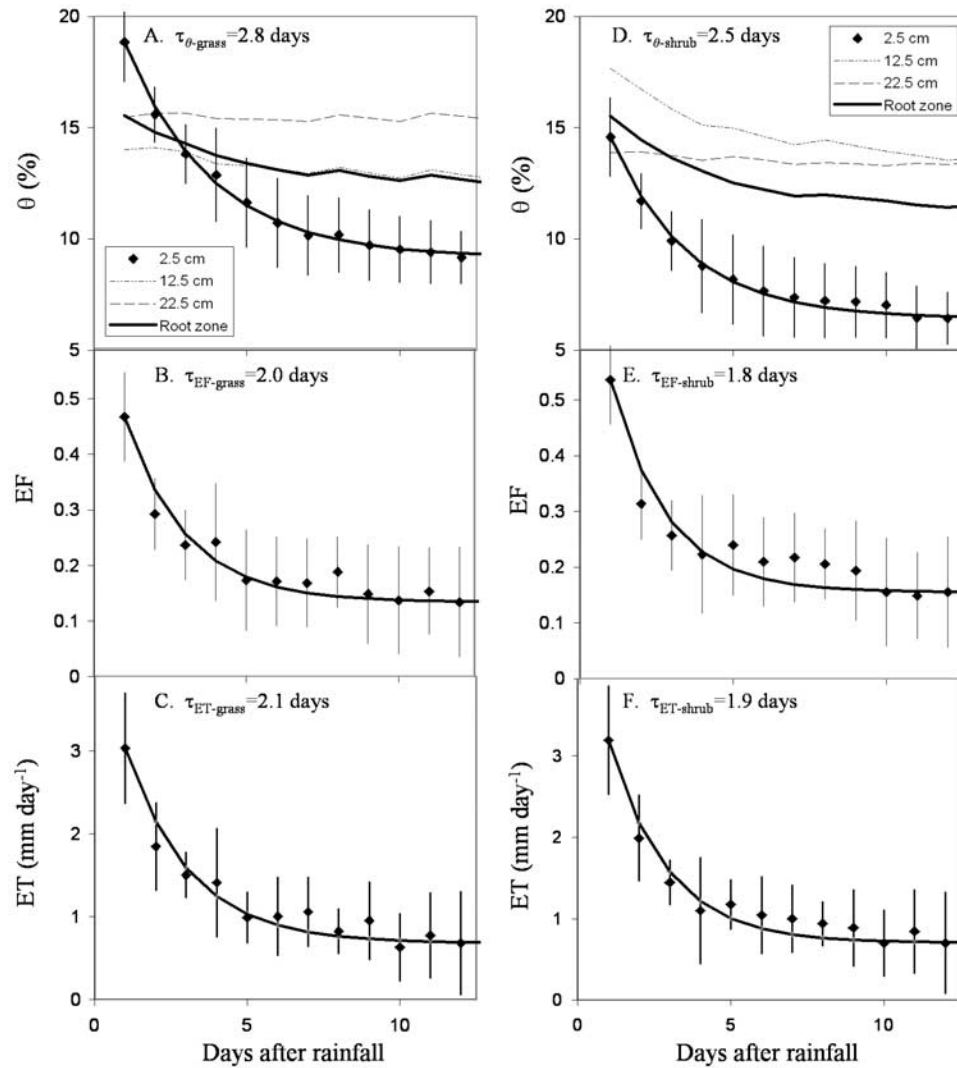 20
15
10
5
θ (%)
A. τθ-grass=2.8 days
2.5 cm
12.5 cm
22.5 cm
Root zone
20
15
10
5
θ (%)
D. τθ-shrub=2.5 days
2.5 cm
12.5 cm
22.5 cm
Root zone
0.5
0.4
0.3
0.2
0.1
0
EF
B. τEF-grass=2.0 days
0.5
0.4
0.3
0.2
0.1
0
EF
E. τEF-shrub=1.8 days
3
2
1
0
ET (mm day-1)
C. τET-grass=2.1 days
0
5
10
Days after rainfall
3
2
1
0
ET (mm day-1)
F. τET-shrub=1.9 days
0
5
10
Days after rainfall